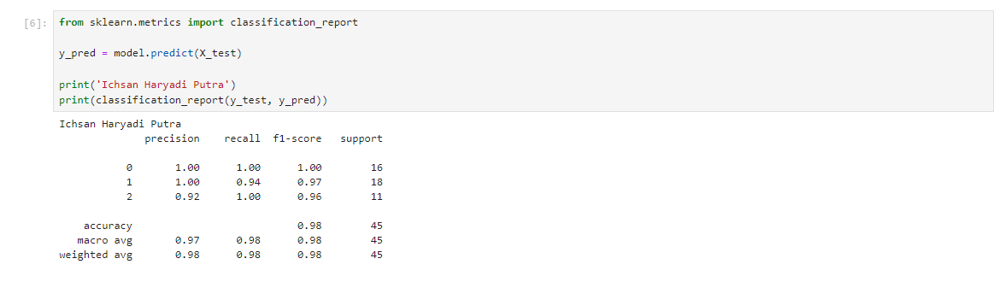 [6]: from sklearn.metrics import classification_report
y_pred = model.predict(X_test)
print('Ichsan Haryadi Putra')
print(classification_report(y_test, y_pred))
Ichsan Haryadi Putra
precision recall f1-score support
0 1.00 1.00 1.00 16
1 1.00 0.94 0.97 18
2 0.92 1.00 0.96 11
accuracy 0.98 45
macro avg 0.97 0.98 0.98 45
weighted avg 0.98 0.98 0.98 45